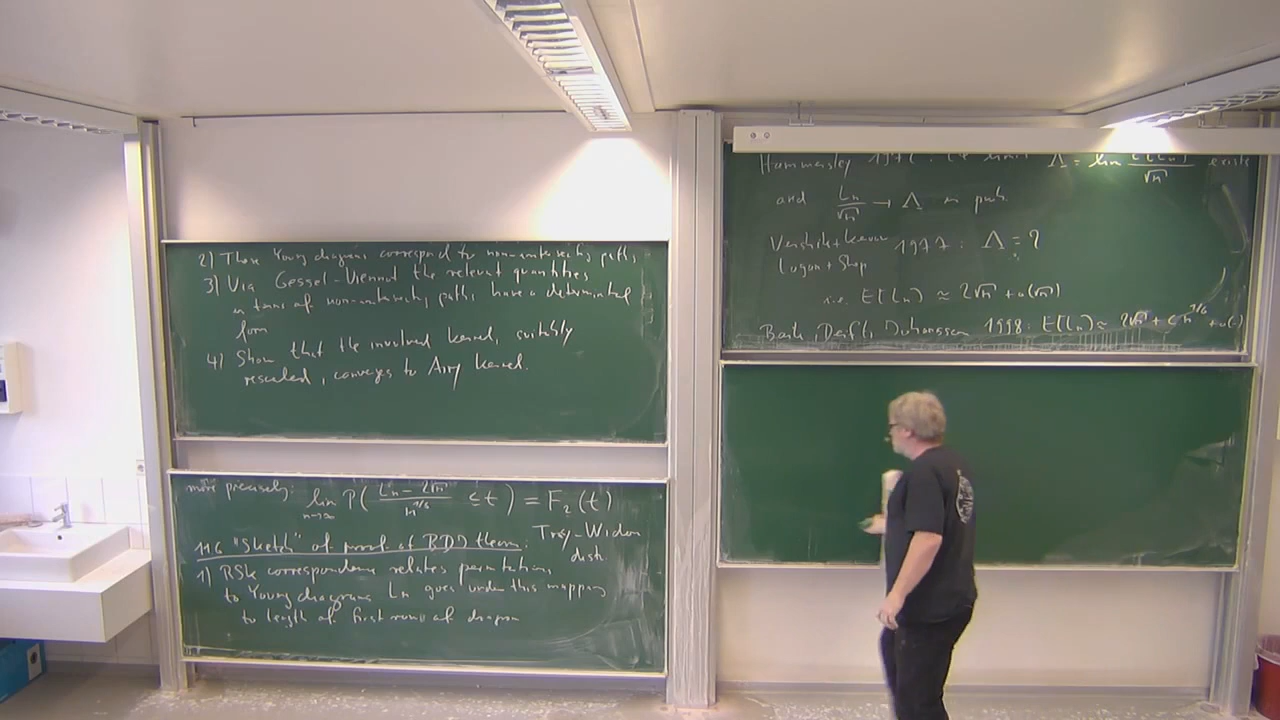 2) These Young diagrams correspond to non-intersecting paths
3) Via Gessel-Viennot the relevant quantities
in terms of non-intersecting paths have a determinantal
form
4) Show that the involved kernel, suitably
rescaled, converges to Airy kernel.
more precisely: lim n→∞ P( (Ln − 2√n) / n^{1/6} ≤ t ) = F₂(t)
Tracy-Widom
distr.
11.6 "Sketch" of proof of BDJ theorem:
1) RSK correspondence relates permutations
to Young diagrams Ln goes under this mapping
to length of first row of diagram
Hammersley 197 : limit Λ = lim E[Ln] / √n exists
and Ln / √n → Λ in prob.
Vershik + 1977 : Λ = ?
Logan + Shep
i.e. E[Ln] ≈ 2√n + o(√n)
Baik, Deift, Johansson 1998: E[Ln] ≈ 2√n + c n^{1/6} +